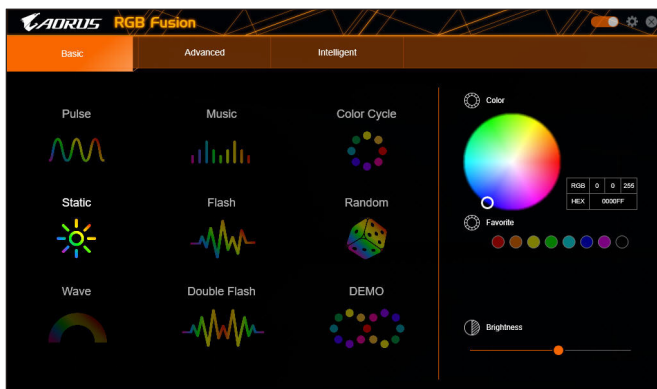 AORUS RGB Fusion
Basic Advanced Intelligent
Pulse Music Color Cycle
Static Flash Random
Wave Double Flash DEMO
Color
RGB 0 0 255
HEX 0000FF
Favorite
Brightness